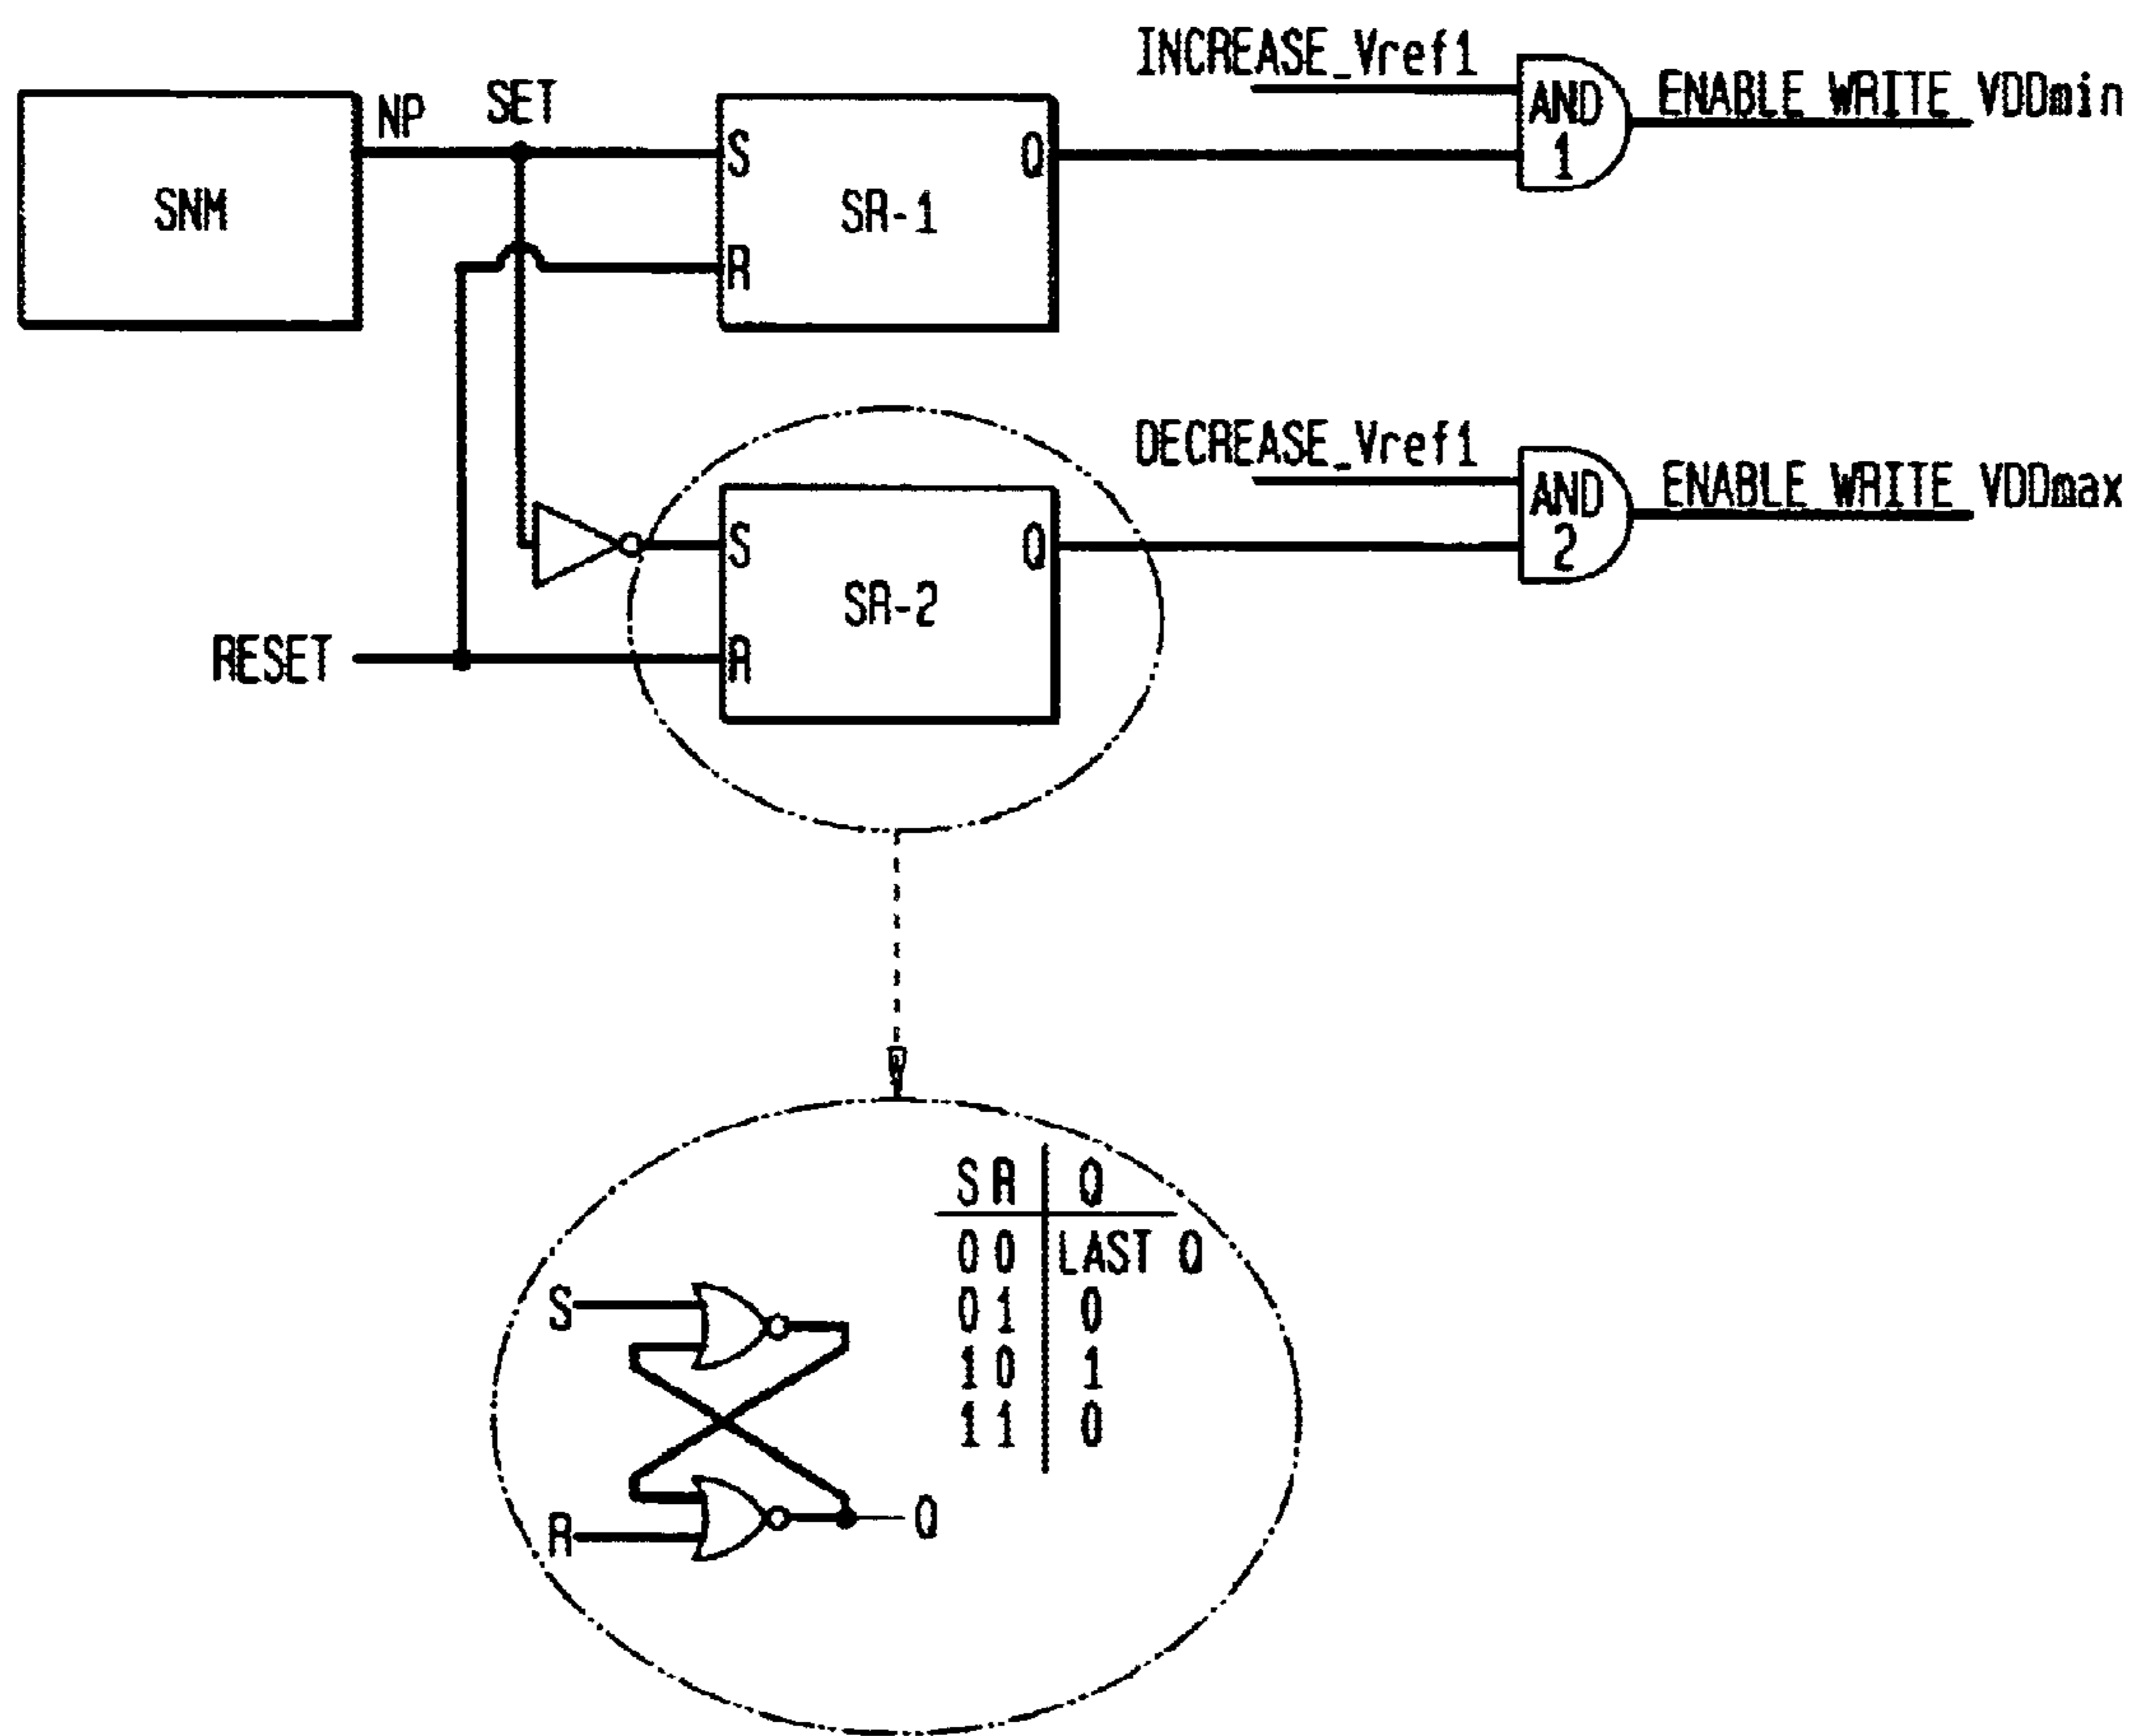 INCREASE_Vref1
NP SET
AND
1
ENABLE WRITE VDDmin
S Q
SNM
SR-1
R
DECREASE_Vref1
AND
2
ENABLE WRITE VDDmax
S Q
SR-2
RESET
R
S R Q
0 0 LAST Q
0 1 0
1 0 1
1 1 0
S
R
Q